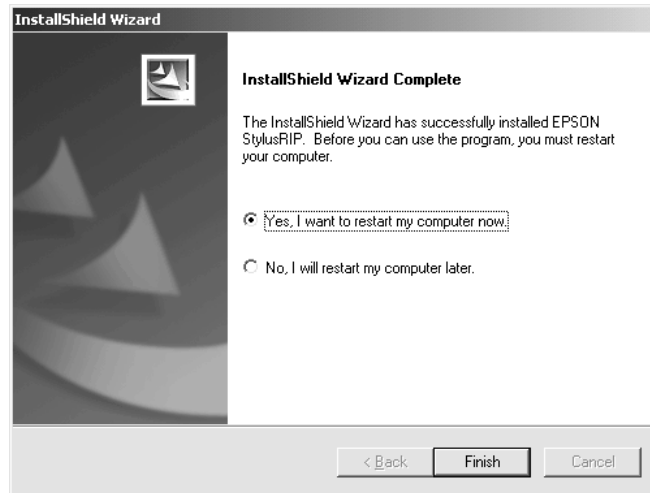 InstallShield Wizard
InstallShield Wizard Complete
The InstallShield Wizard has successfully installed EPSON
StylusRIP. Before you can use the program, you must restart
your computer.
Yes, I want to restart my computer now.
No, I will restart my computer later.
< Back Finish Cancel